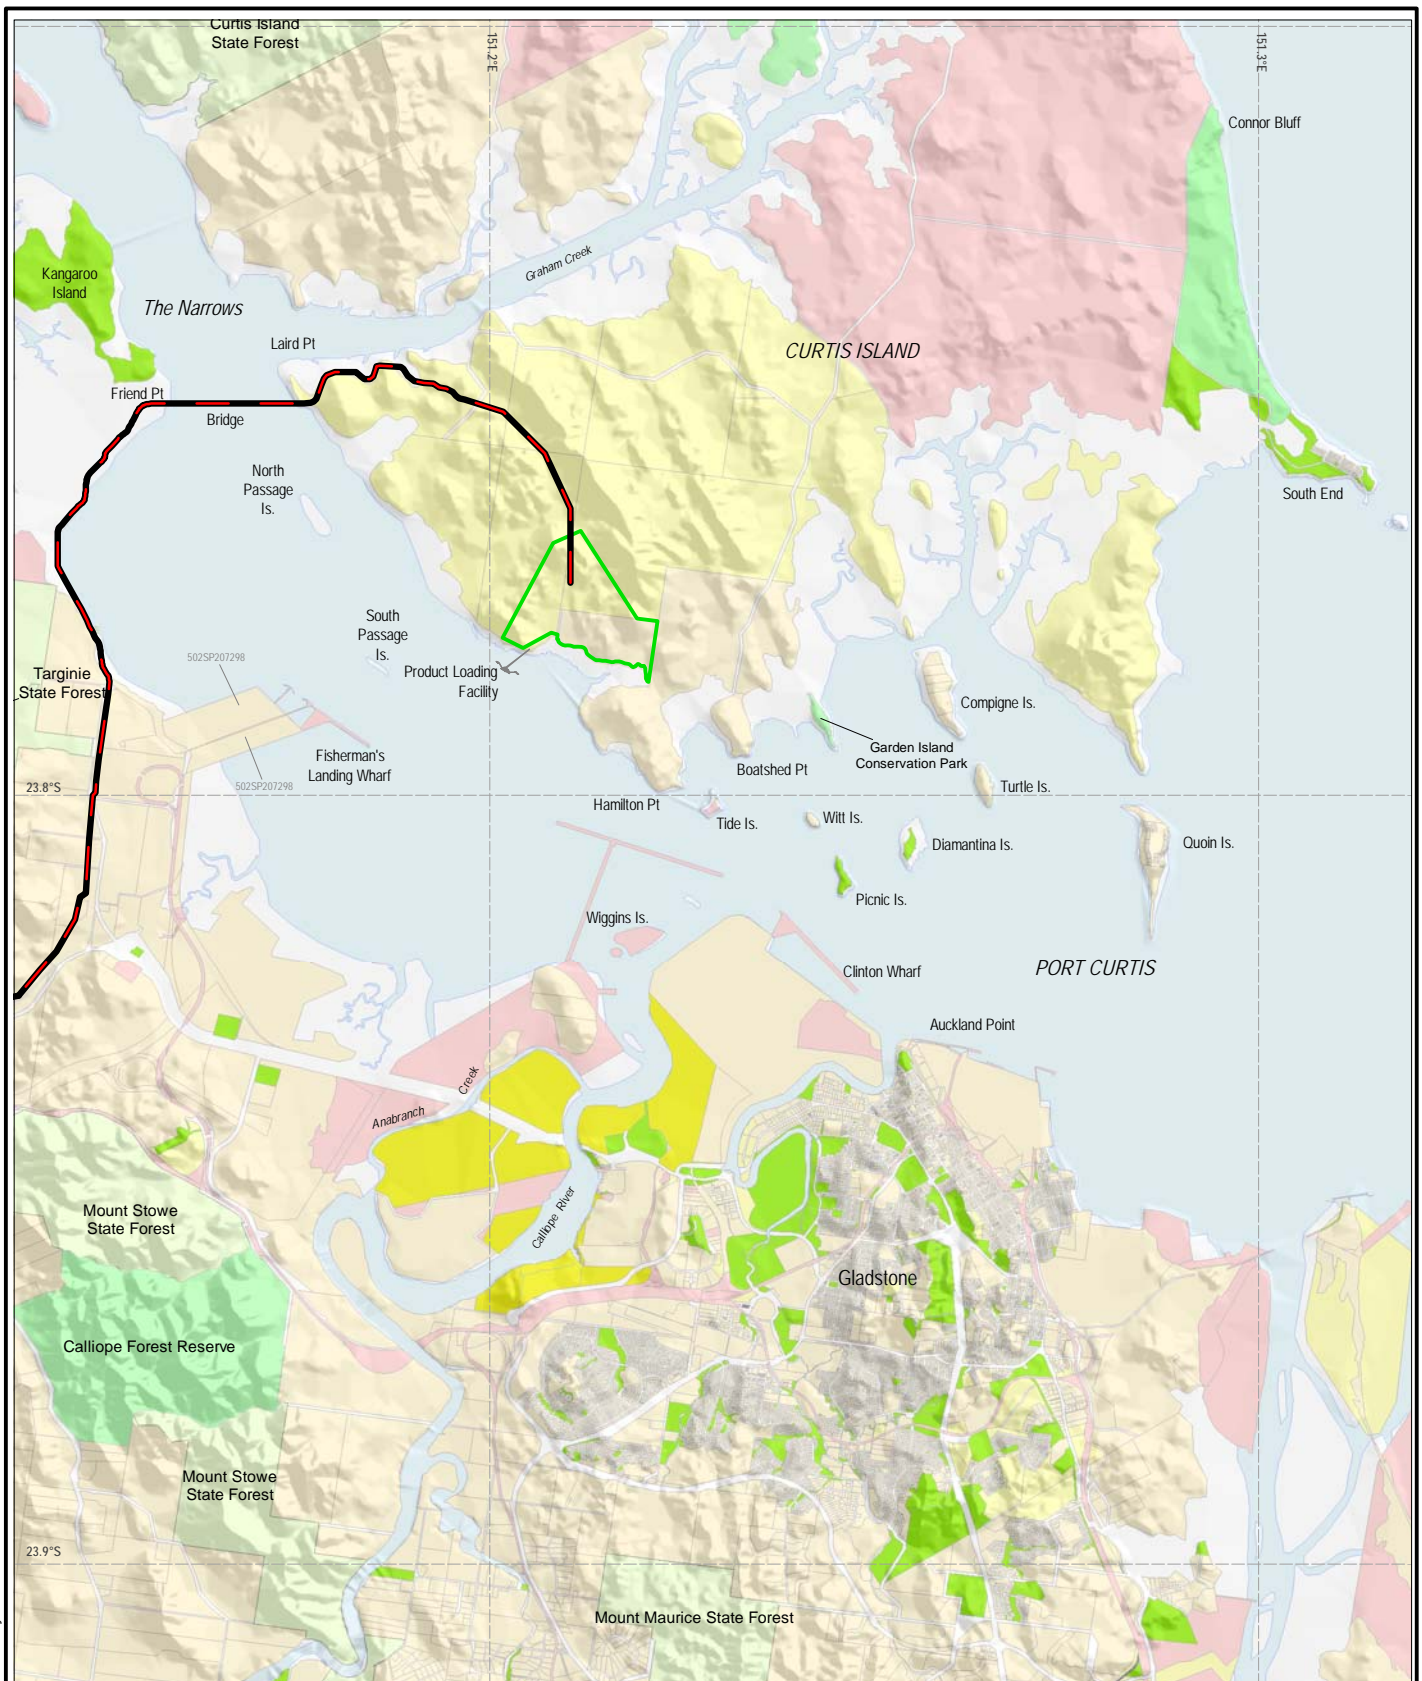 Curtis Island
State Forest
151.2°E
151.3°E
Connor Bluff
Kangaroo
Island
Graham Creek
The Narrows
Laird Pt
CURTIS ISLAND
Friend Pt
Bridge
North
Passage
Is.
South End
South
Passage
Is.
502SP207298
Product Loading
Facility
Targinie
State Forest
Compigne Is.
Garden Island
Conservation Park
Fisherman's
Landing Wharf
Boatshed Pt
502SP207298
23.8°S
Turtle Is.
Hamilton Pt
Tide Is.
Witt Is.
Diamantina Is.
Quoin Is.
Picnic Is.
Wiggins Is.
Clinton Wharf
PORT CURTIS
Auckland Point
Anabranch
Creek
Mount Stowe
State Forest
Calliope River
Gladstone
Calliope Forest Reserve
Mount Stowe
State Forest
23.9°S
Mount Maurice State Forest